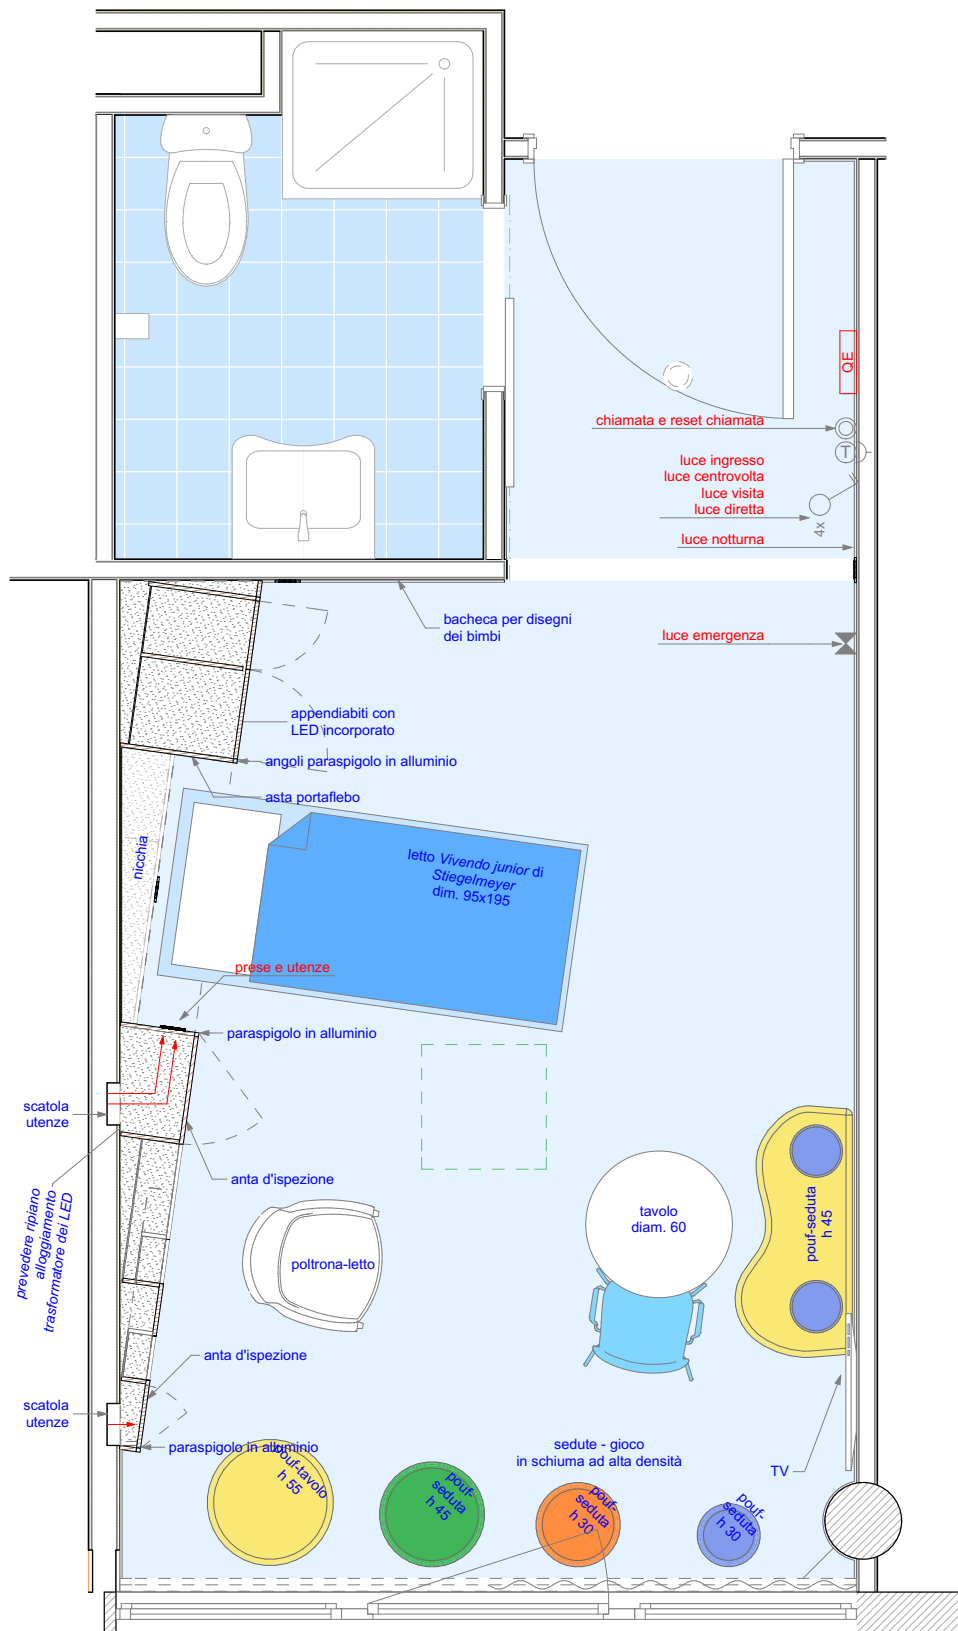 QE
chiamata e reset chiamata
T
luce ingresso
luce centrovolta
luce visita
luce diretta
4x
luce notturna
bacheca per disegni
dei bimbi
luce emergenza
appendiabiti con
LED incorporato
angoli paraspigolo in alluminio
asta portaflebo
nicchia
letto Vivendo junior di
Stiegelmeyer
dim. 95x195
prese e utenze
paraspigolo in alluminio
scatola
utenze
anta d'ispezione
prevedere ripiano
alloggiamento
trasformatore dei LED
poltrona-letto
tavolo
diam. 60
pouf-seduta
h 45
anta d'ispezione
scatola
utenze
paraspigolo in alluminio
sedute - gioco
in schiuma ad alta densità
TV
pouf-tavolo
h 55
pouf-
seduta
h 45
pouf-
seduta
h 30
pouf-
seduta
h 30